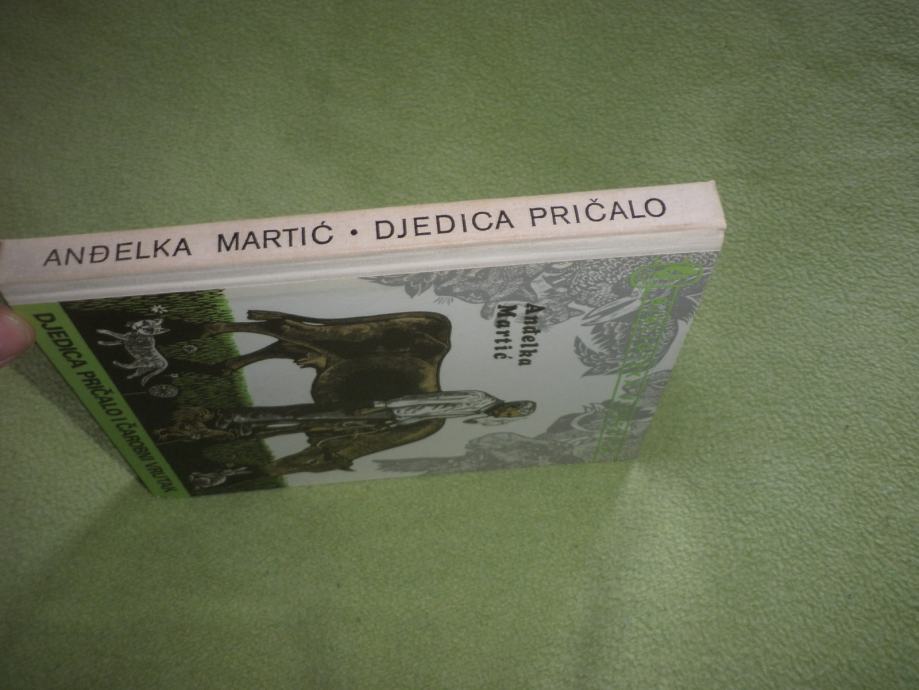 ANĐELKA MARTIĆ • DJEDICA PRIČALO
Anđelka
Martić
DJEDICA PRIČALO I ČAROBNI VRUTAK